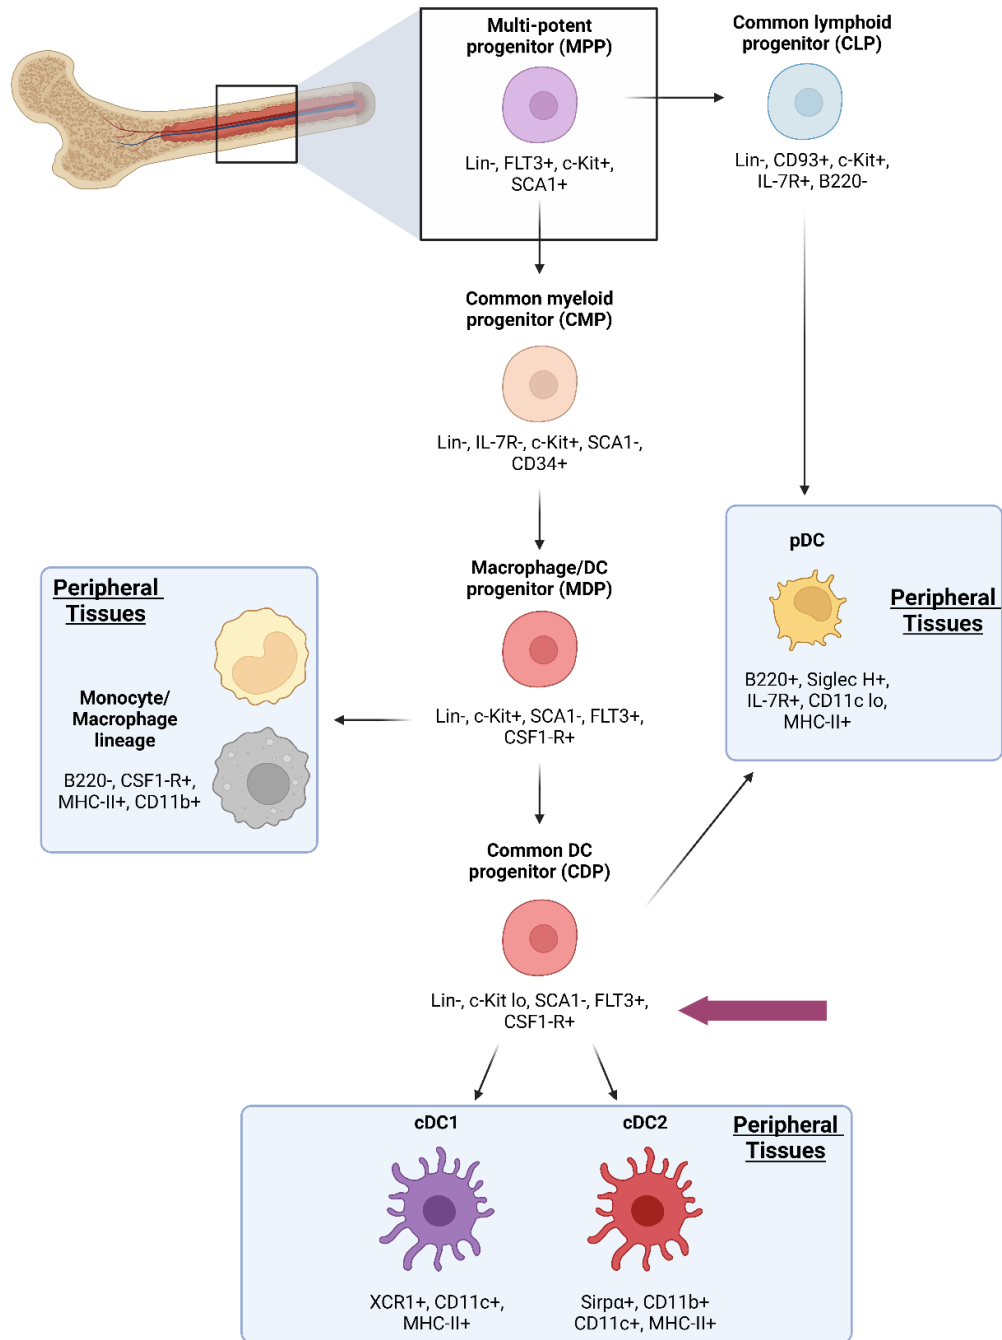 Multi-potent
progenitor (MPP)
Lin-, FLT3+, c-Kit+,
SCA1+
Common lymphoid
progenitor (CLP)
Lin-, CD93+, c-Kit+,
IL-7R+, B220-
Common myeloid
progenitor (CMP)
Lin-, IL-7R-, c-Kit+, SCA1-,
CD34+
Macrophage/DC
progenitor (MDP)
Lin-, c-Kit+, SCA1-, FLT3+,
CSF1-R+
Peripheral
Tissues
Monocyte/
Macrophage
lineage
B220-, CSF1-R+,
MHC-II+, CD11b+
pDC
Peripheral
Tissues
B220+, Siglec H+,
IL-7R+, CD11c lo,
MHC-II+
Common DC
progenitor (CDP)
Lin-, c-Kit lo, SCA1-, FLT3+,
CSF1-R+
cDC1
XCR1+, CD11c+,
MHC-II+
cDC2
Sirpα+, CD11b+
CD11c+, MHC-II+
Peripheral
Tissues